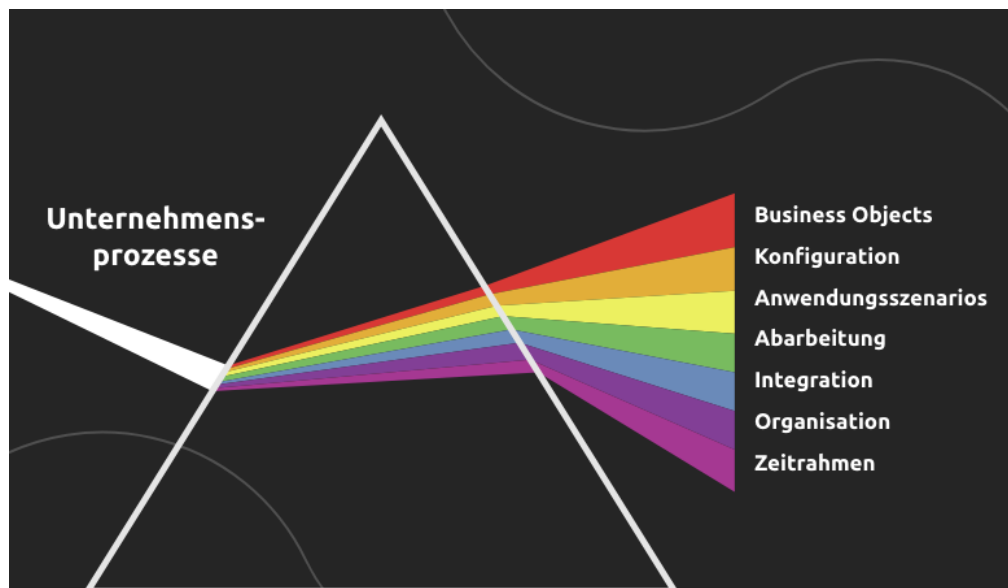 Unternehmens-
prozesse
Business Objects
Konfiguration
Anwendungsszenarios
Abarbeitung
Integration
Organisation
Zeitrahmen